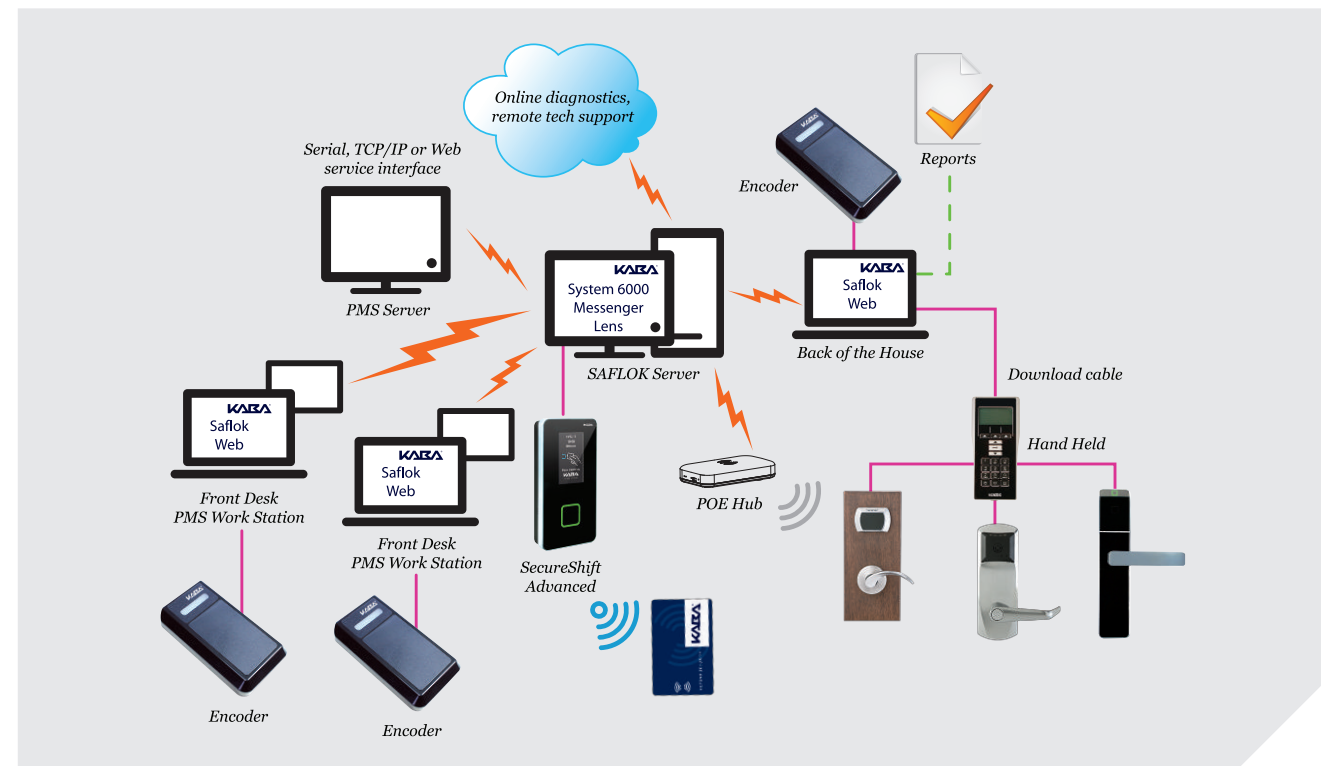 Online diagnostics,
remote tech support
Serial, TCP/IP or Web
service interface
PMS Server
KABA
System 6000
Messenger
Lens
SAFLOK Server
KABA
Encoder
Reports
KABA
Saflok
Web
Back of the House
Download cable
Hand Held
KABA
Saflok
Web
Front Desk
PMS Work Station
KABA
Saflok
Web
Front Desk
PMS Work Station
KABA
SecureShift
Advanced
POE Hub
KABA
Encoder
KABA
Encoder
KABA